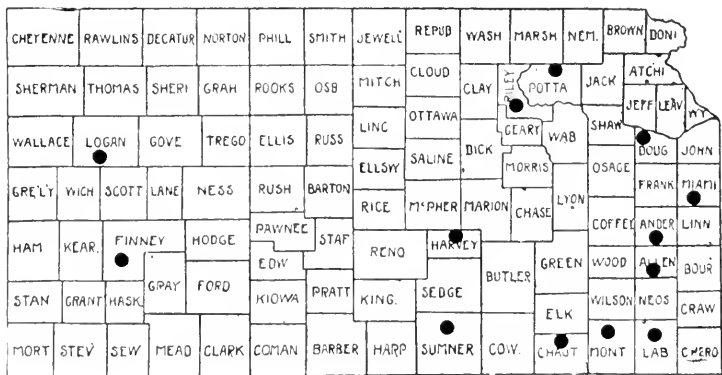 CHEYENNE RAWLINS DECATUR NORTON PHILL SMITH JEWELL REPUB WASH MARSH NEM. BROWN DONI
SHERMAN THOMAS SHERI GRAH ROOKS OSB MITCH CLOUD CLAY RILEY POTTA JACK ATCHI
OTTAWA JEFF LEAV WY
WALLACE LOGAN GOVE TREGO ELLIS RUSS LINC SALINE DICK GEARY WAB SHAW DOUG JOHN
ELLSW MORRIS OSAGE
GRE'L'Y WICH SCOTT LANE NESS RUSH BARTON RICE McPHER MARION CHASE LYON FRANK MIAMI
PAWNEE STAF COFFEE ANDER LINN
HAM KEAR. FINNEY HODGE EDW RENO HARVEY BUTLER GREEN WOOD ALLEN BOUR
STAN GRANT HASK. GRAY FORD KIOWA PRATT KING. SEDGE ELK WILSON NEOS CRAW
MORT STEV SEW MEAD CLARK COMAN BARBER HARP SUMNER COW. CHAUT MONT LAB CHERO